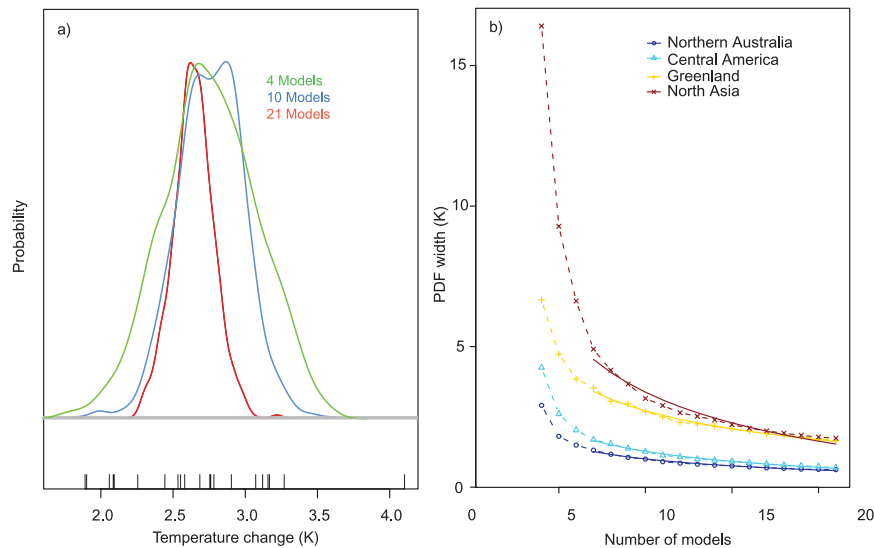 a)
4 Models
10 Models
21 Models
Probability
2.0 2.5 3.0 3.5 4.0
Temperature change (K)
b)
Northern Australia
Central America
Greenland
North Asia
15
10
5
0
PDF width (K)
0 5 10 15 20
Number of models